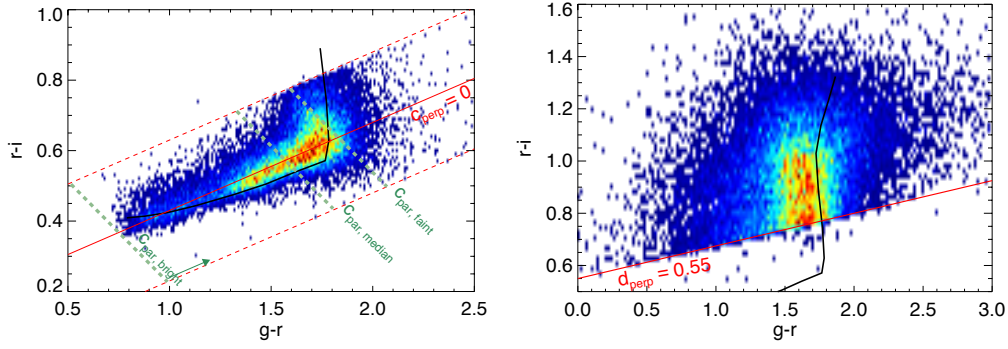 1.0
0.8
0.6
0.4
0.2
r-i
0.5 1.0 1.5 2.0 2.5
g-r
c_perp = 0
c_par, bright
c_par, median
c_par, faint
1.6
1.4
1.2
1.0
0.8
0.6
r-i
0.0 0.5 1.0 1.5 2.0 2.5 3.0
g-r
d_perp = 0.55